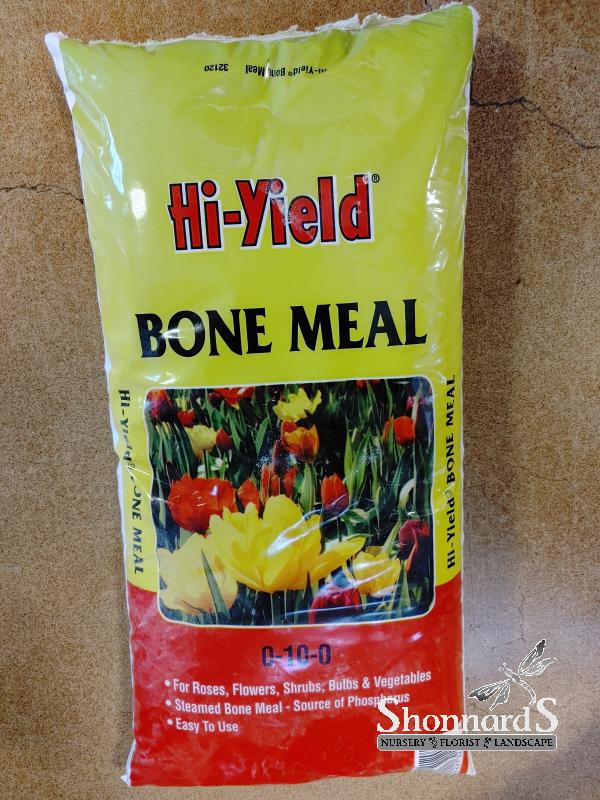 Hi-Yield® Bone Meal 32120
Hi-Yield®
BONE MEAL
Hi-Yield® BONE MEAL
Hi-Yield® BONE MEAL
0-10-0
• For Roses, Flowers, Shrubs, Bulbs & Vegetables
• Steamed Bone Meal - Source of Phosphorus
• Easy To Use
Shonnard'S
NURSERY FLORIST LANDSCAPE